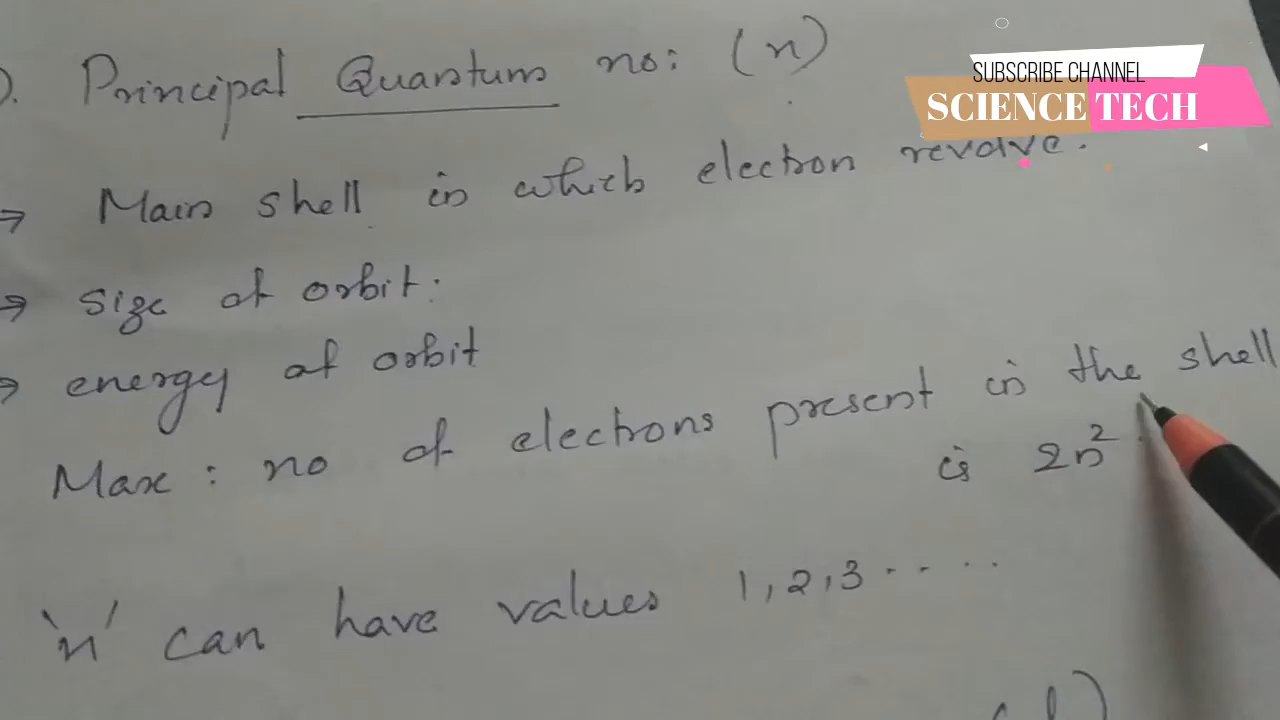 ). Principal Quantum no: (n)
SUBSCRIBE CHANNEL
SCIENCE TECH
→ Main shell in which electron revolve.
→ size of orbit.
→ energy of orbit
Max: no of electrons present in the shell
is 2n²
'n' can have values 1,2,3 .....
(l)